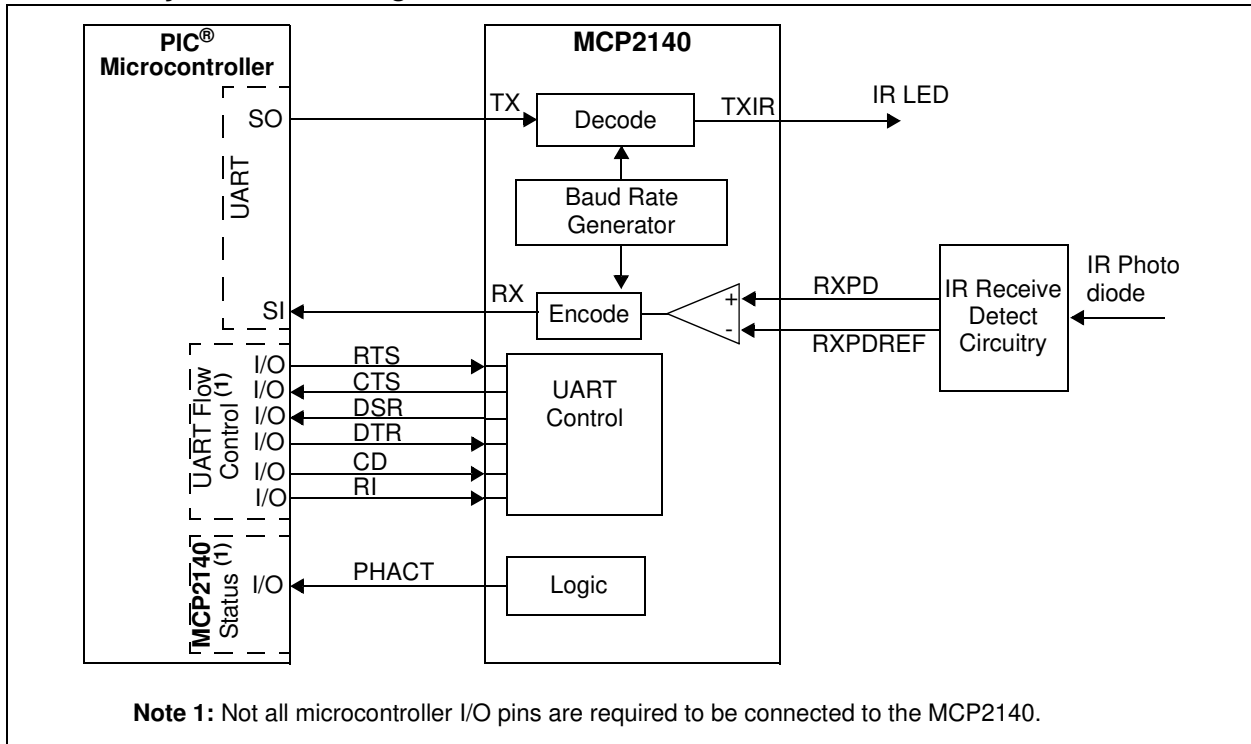 PIC®
Microcontroller
MCP2140
UART
SO
TX
Decode
TXIR
IR LED
Baud Rate
Generator
SI
RX
Encode
+
-
RXPD
RXPDREF
IR Receive
Detect
Circuitry
IR Photo
diode
UART Flow
Control (1)
I/O
RTS
I/O
CTS
I/O
DSR
I/O
DTR
I/O
CD
I/O
RI
UART
Control
MCP2140
Status (1)
I/O
PHACT
Logic
Note 1: Not all microcontroller I/O pins are required to be connected to the MCP2140.